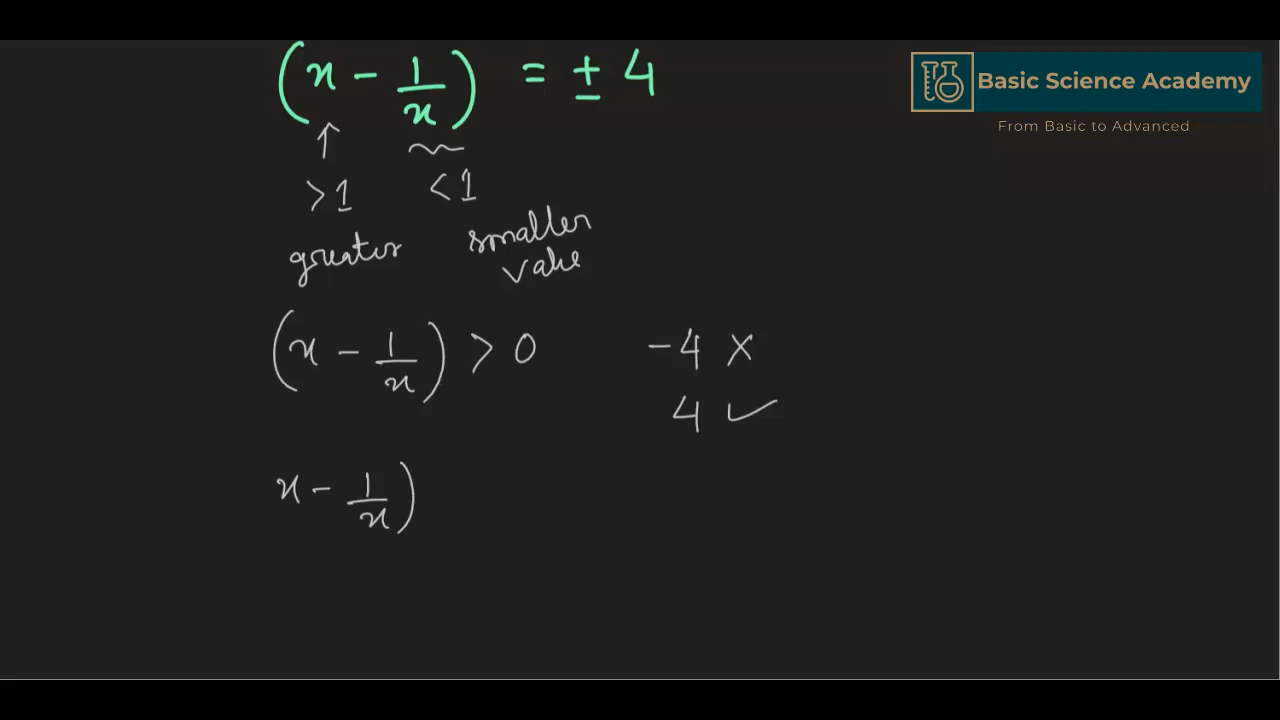 (x - 1/x) = ± 4
Basic Science Academy
From Basic to Advanced
↑
>1 <1
greater smaller value
(x - 1/x) > 0 -4 ×
4 ✓
x - 1/x)